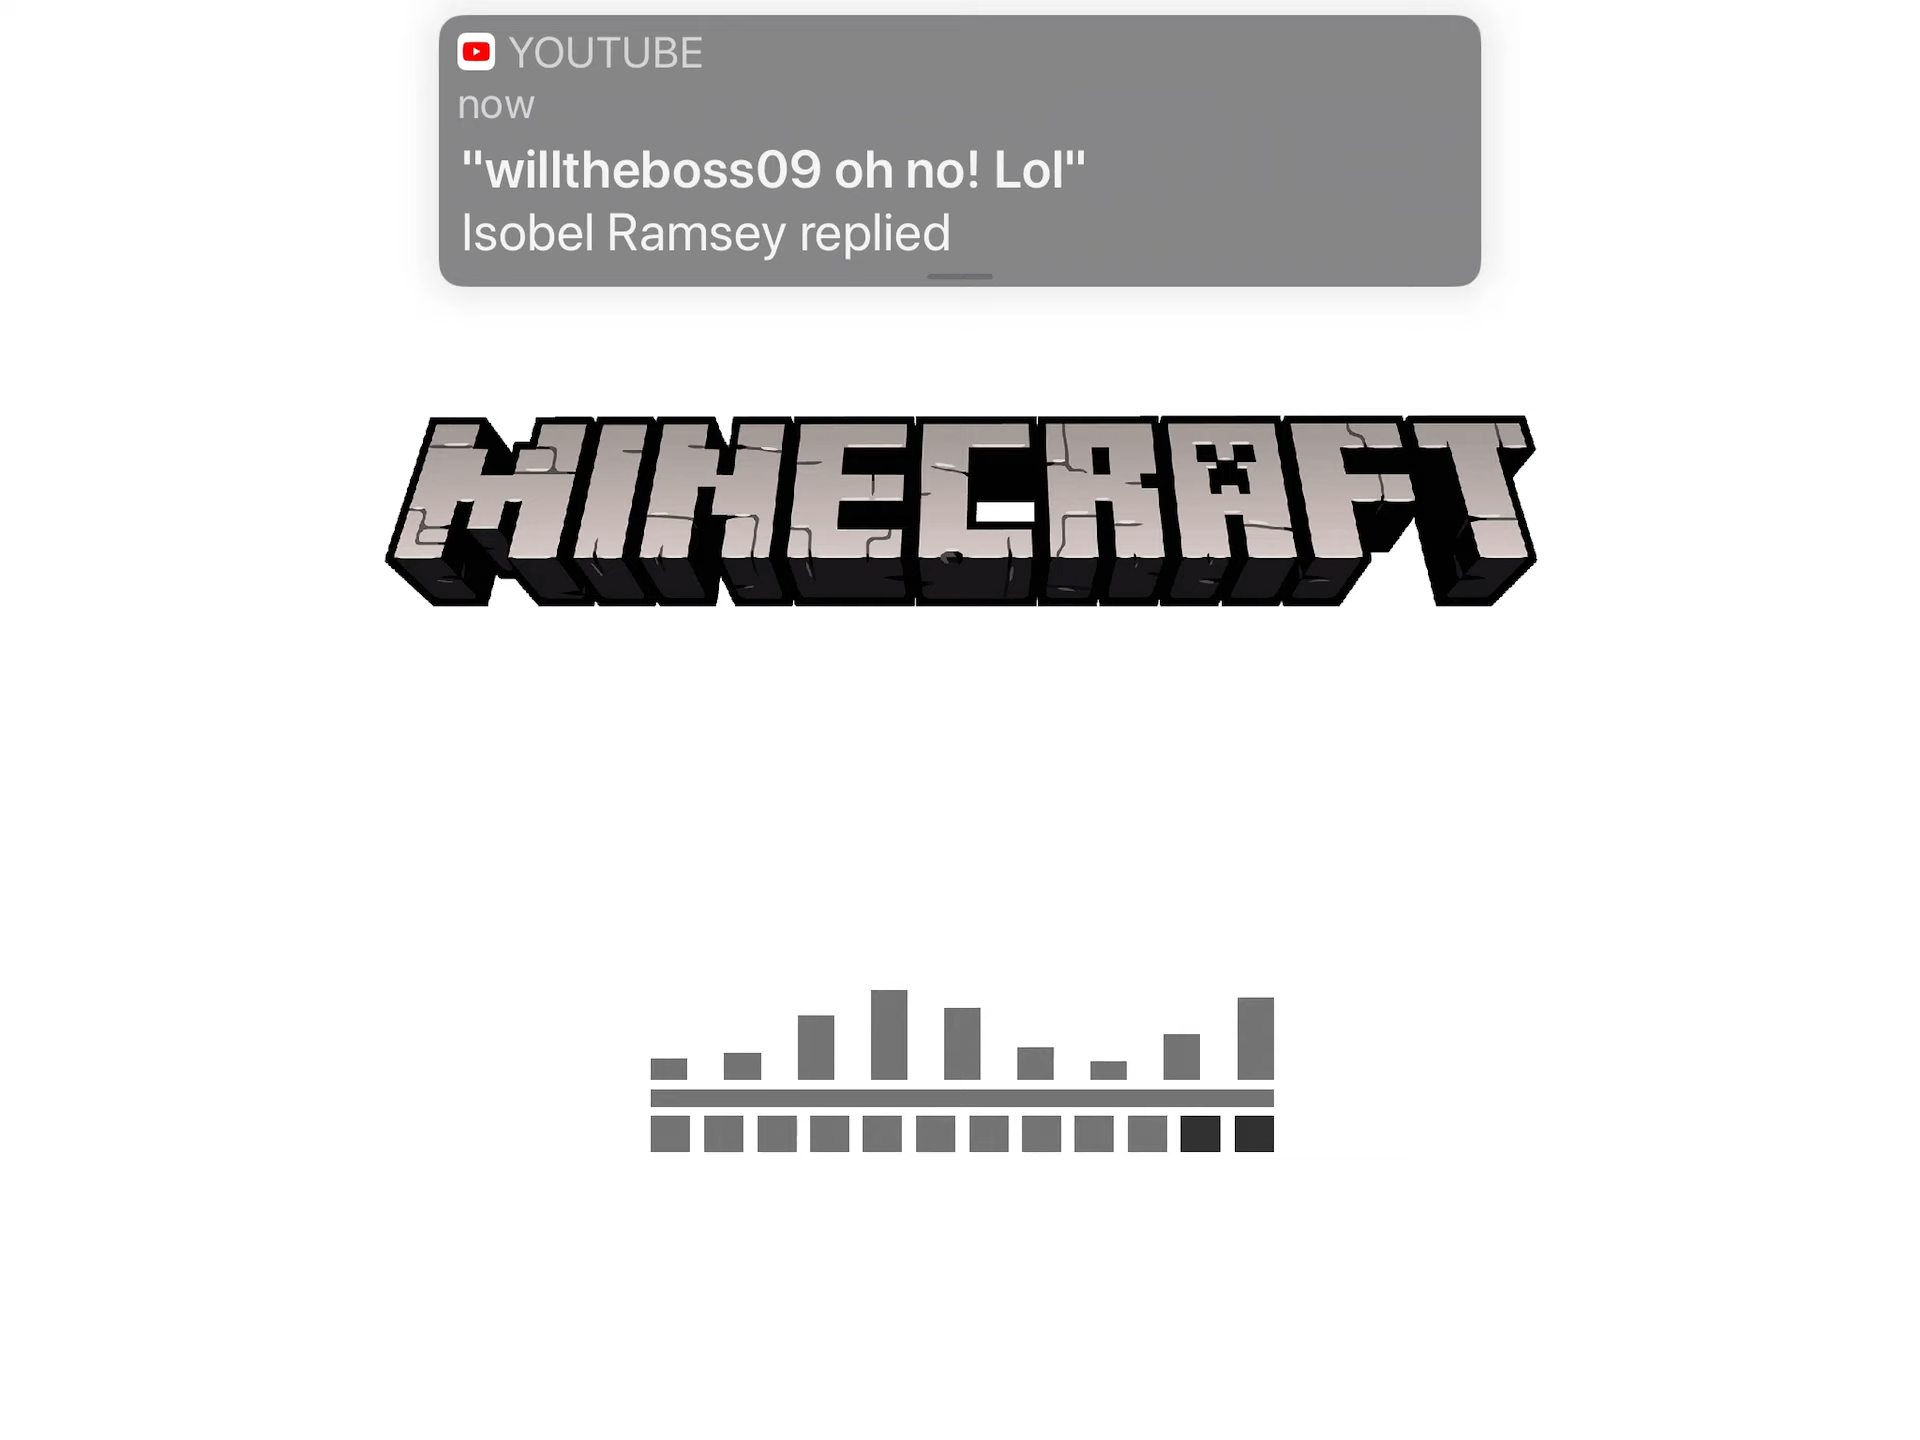 YOUTUBE
now
"willtheboss09 oh no! Lol"
Isobel Ramsey replied
MINECRAFT